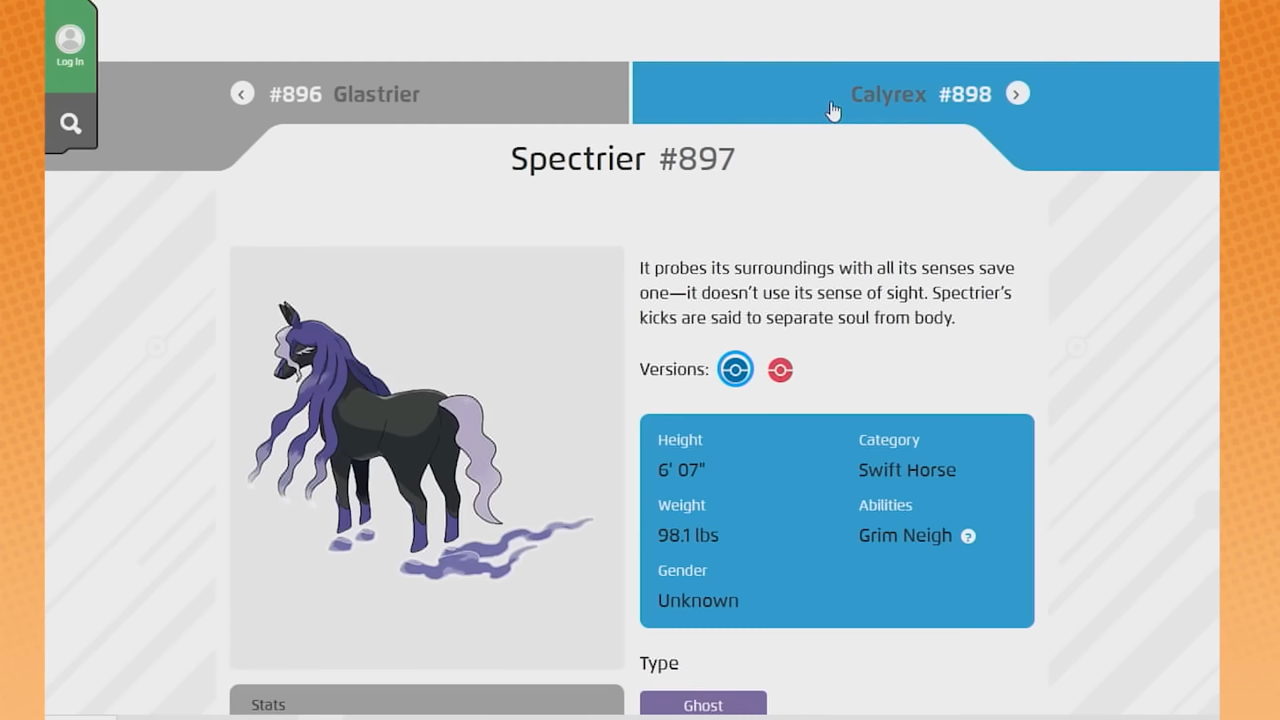 Log In
#896 Glastrier
Calyrex #898
Spectrier #897
It probes its surroundings with all its senses save
one—it doesn't use its sense of sight. Spectrier's
kicks are said to separate soul from body.
Versions:
Height
6' 07"
Category
Swift Horse
Weight
98.1 lbs
Abilities
Grim Neigh ?
Gender
Unknown
Type
Ghost
Stats